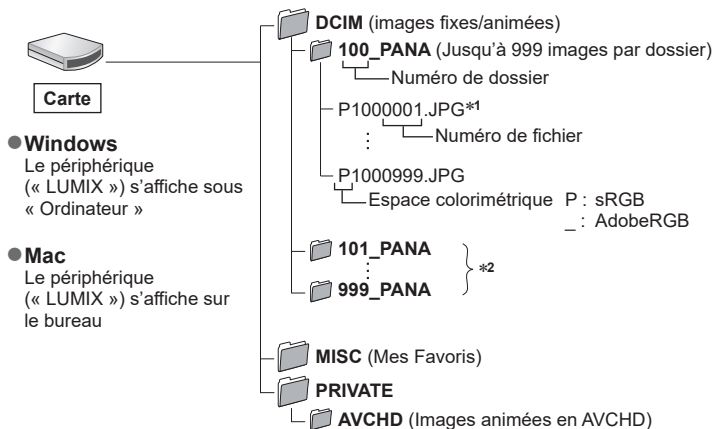 Carte
●Windows
Le périphérique
(« LUMIX ») s’affiche sous
« Ordinateur »
●Mac
Le périphérique
(« LUMIX ») s’affiche sur
le bureau
DCIM (images fixes/animées)
100_PANA (Jusqu’à 999 images par dossier)
Numéro de dossier
P1000001.JPG*1
Numéro de fichier
P1000999.JPG
Espace colorimétrique P : sRGB
_ : AdobeRGB
101_PANA
*2
999_PANA
MISC (Mes Favoris)
PRIVATE
AVCHD (Images animées en AVCHD)